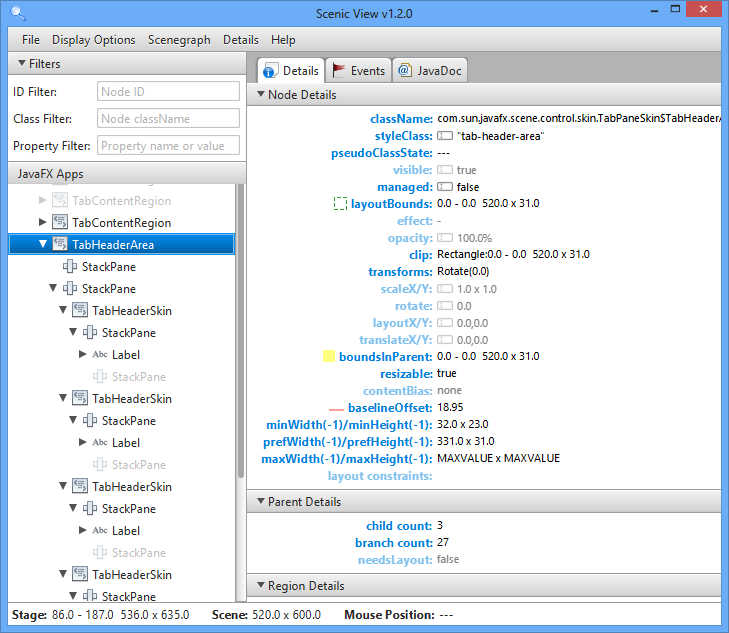 Scenic View v1.2.0
File Display Options Scenegraph Details Help
Filters
ID Filter: Node ID
Class Filter: Node className
Property Filter: Property name or value
JavaFX Apps
TabContentRegion
TabContentRegion
TabHeaderArea
StackPane
StackPane
TabHeaderSkin
StackPane
Abc Label
StackPane
TabHeaderSkin
StackPane
Abc Label
StackPane
TabHeaderSkin
StackPane
Abc Label
StackPane
TabHeaderSkin
StackPane
Details Events @ JavaDoc
Node Details
className: com.sun.javafx.scene.control.skin.TabPaneSkin$TabHeaderA
styleClass: "tab-header-area"
pseudoClassState: ---
visible: true
managed: false
layoutBounds: 0.0 - 0.0 520.0 x 31.0
effect: -
opacity: 100.0%
clip: Rectangle:0.0 - 0.0 520.0 x 31.0
transforms: Rotate(0.0)
scaleX/Y: 1.0 x 1.0
rotate: 0.0
layoutX/Y: 0.0,0.0
translateX/Y: 0.0,0.0
boundsInParent: 0.0 - 0.0 520.0 x 31.0
resizable: true
contentBias: none
baselineOffset: 18.95
minWidth(-1)/minHeight(-1): 32.0 x 23.0
prefWidth(-1)/prefHeight(-1): 331.0 x 31.0
maxWidth(-1)/maxHeight(-1): MAXVALUE x MAXVALUE
layout constraints:
Parent Details
child count: 3
branch count: 27
needsLayout: false
Region Details
Stage: 86.0 - 187.0 536.0 x 635.0 Scene: 520.0 x 600.0 Mouse Position: ---